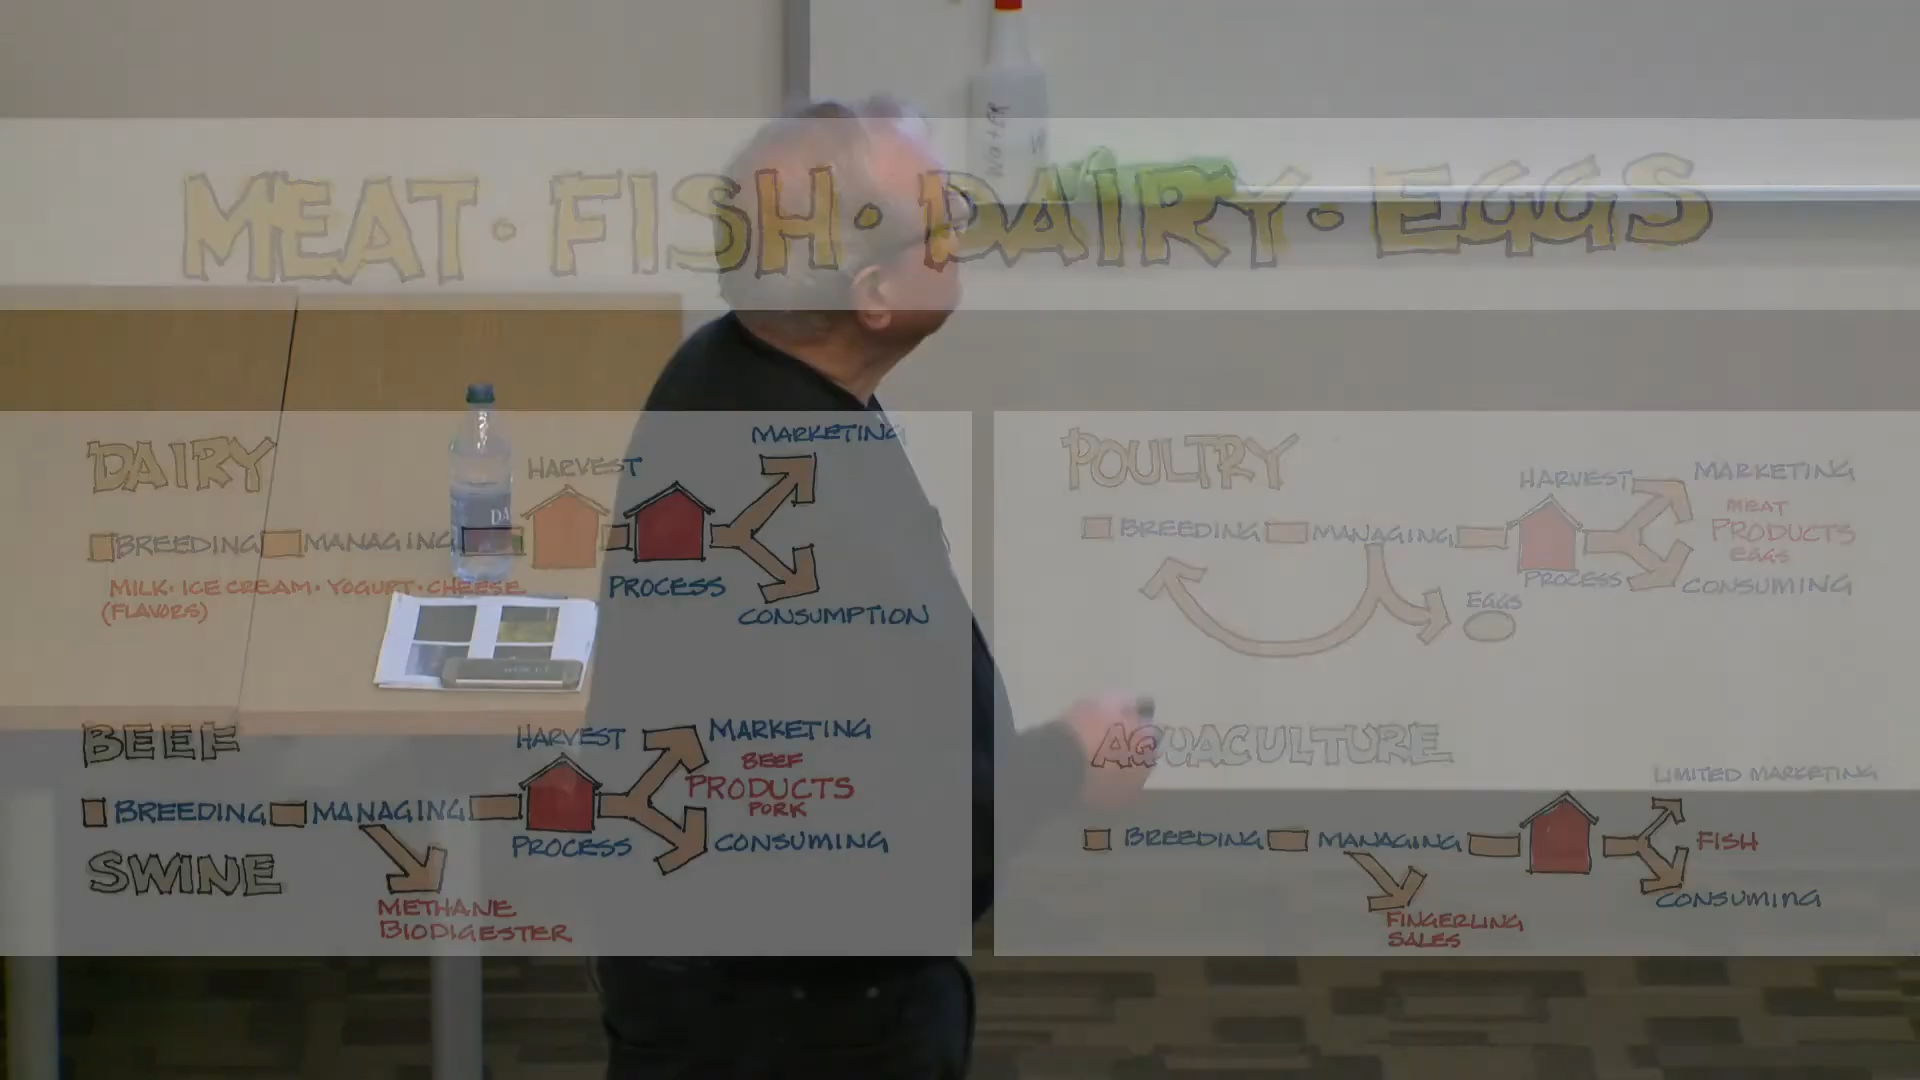 WATER
MEAT · FISH · DAIRY · EGGS
DAIRY
BREEDING MANAGING
HARVEST
PROCESS
MARKETING
CONSUMPTION
MILK · ICE CREAM · YOGURT · CHEESE
(FLAVORS)
BEEF
BREEDING MANAGING
SWINE
HARVEST
PROCESS
MARKETING
BEEF
PRODUCTS
PORK
CONSUMING
METHANE
BIODIGESTER
POULTRY
BREEDING MANAGING
HARVEST
PROCESS
MARKETING
MEAT
PRODUCTS
EGGS
CONSUMING
EGGS
AQUACULTURE
BREEDING MANAGING
LIMITED MARKETING
FISH
CONSUMING
FINGERLING
SALES